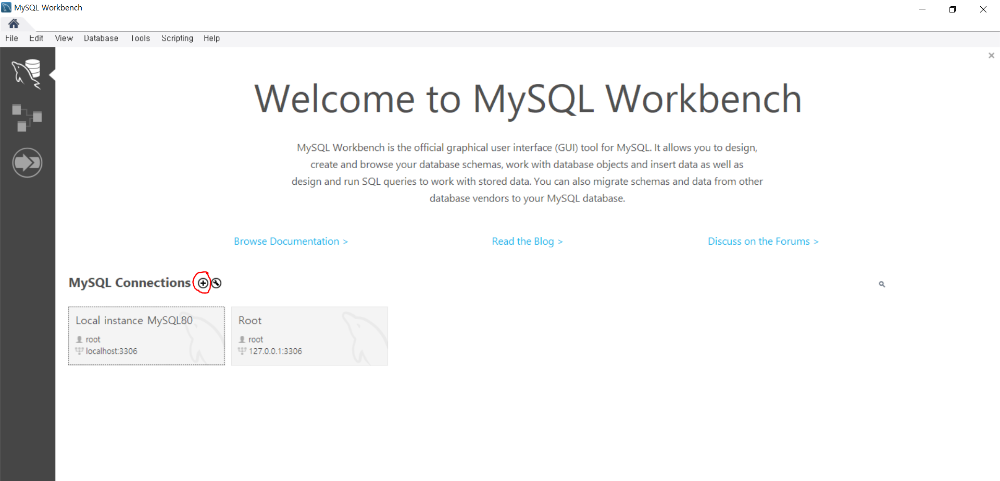 MySQL Workbench
File Edit View Database Tools Scripting Help
Welcome to MySQL Workbench
MySQL Workbench is the official graphical user interface (GUI) tool for MySQL. It allows you to design,
create and browse your database schemas, work with database objects and insert data as well as
design and run SQL queries to work with stored data. You can also migrate schemas and data from other
database vendors to your MySQL database.
Browse Documentation >
Read the Blog >
Discuss on the Forums >
MySQL Connections
Local instance MySQL80
root
localhost:3306
Root
root
127.0.0.1:3306